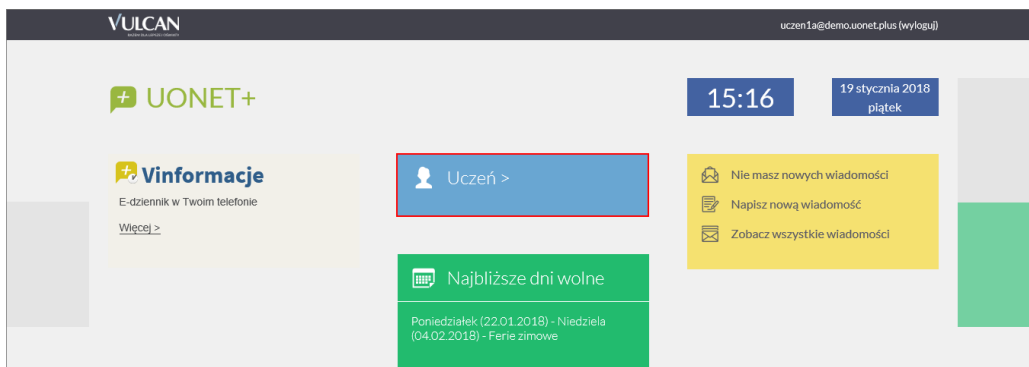 VULCAN
uczen1a@demo.uonet.plus (wyloguj)
UONET+
15:16
19 stycznia 2018
piątek
Vinformacje
E-dziennik w Twoim telefonie
Więcej >
Uczeń >
Najbliższe dni wolne
Poniedziałek (22.01.2018) - Niedziela
(04.02.2018) - Ferie zimowe
Nie masz nowych wiadomości
Napisz nową wiadomość
Zobacz wszystkie wiadomości